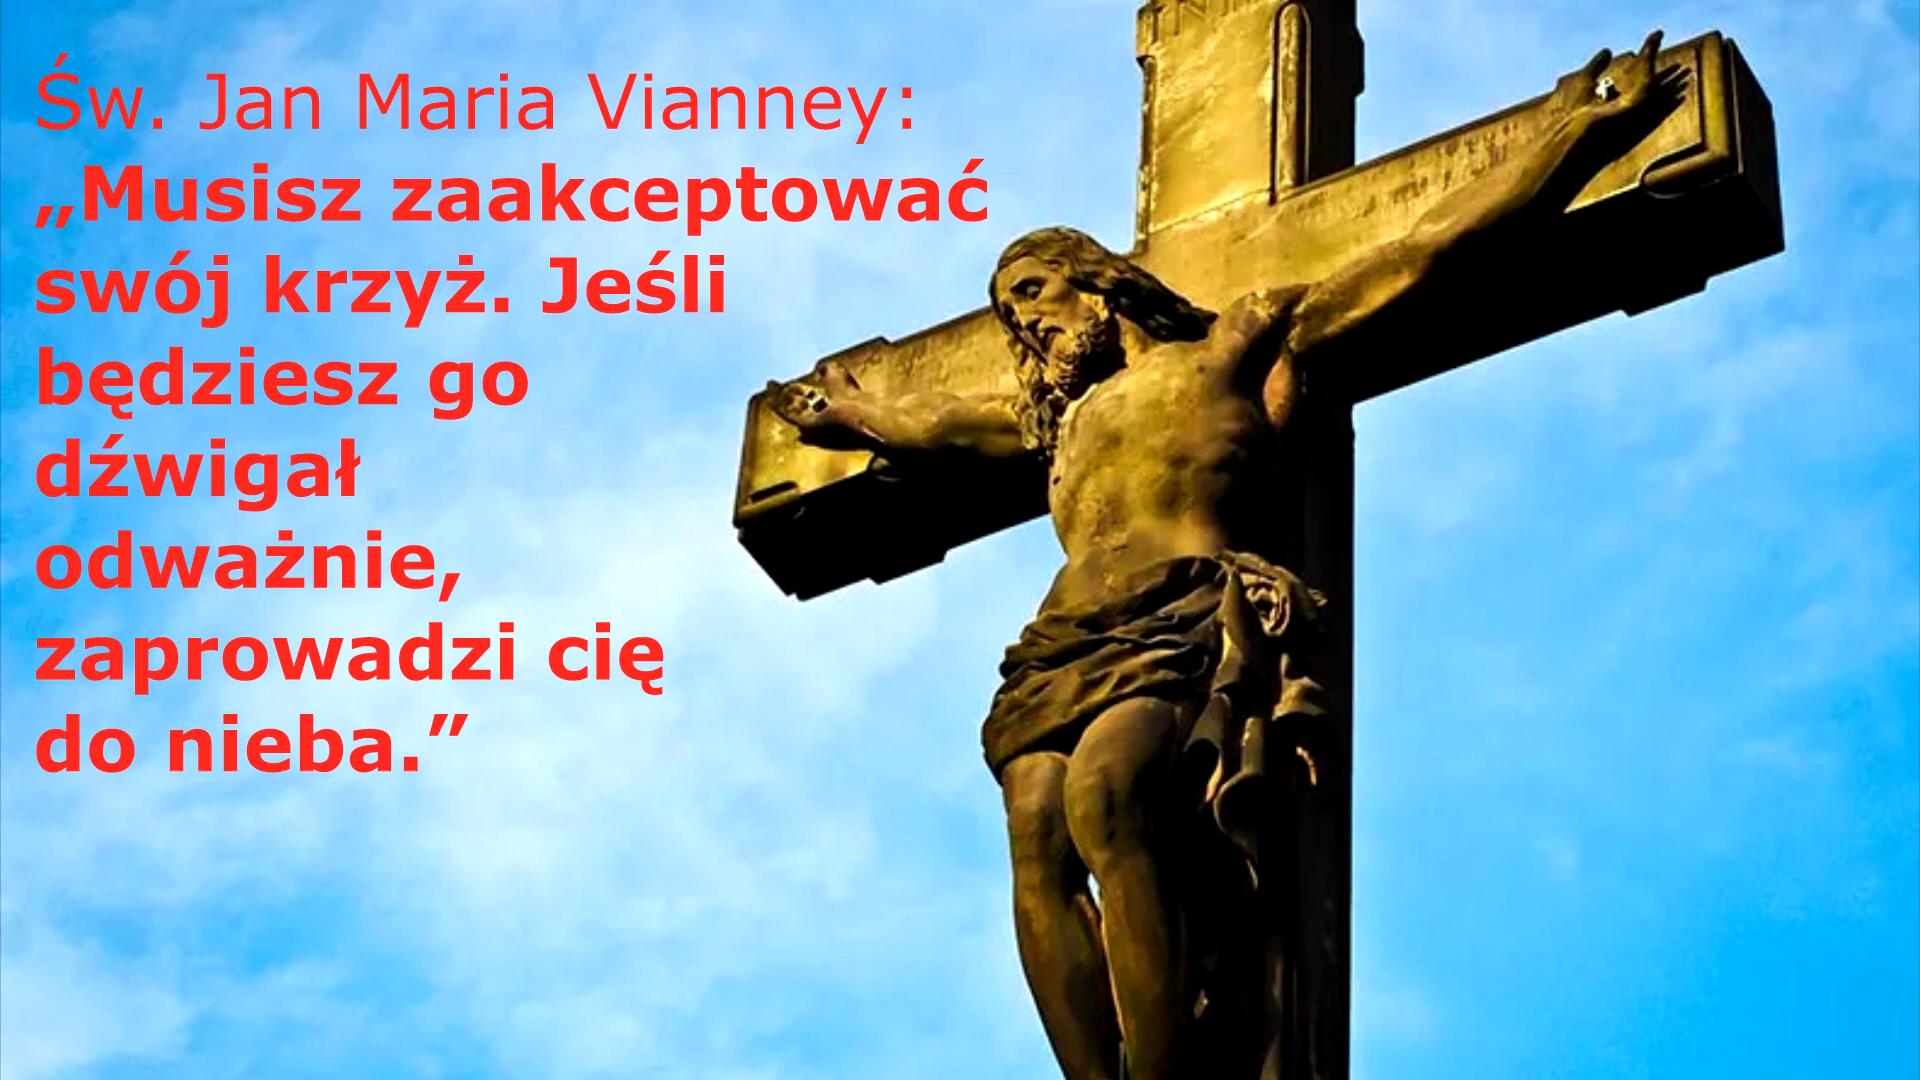 Św. Jan Maria Vianney:
„Musisz zaakceptować
swój krzyż. Jeśli
będziesz go
dźwigał
odważnie,
zaprowadzi cię
do nieba.”